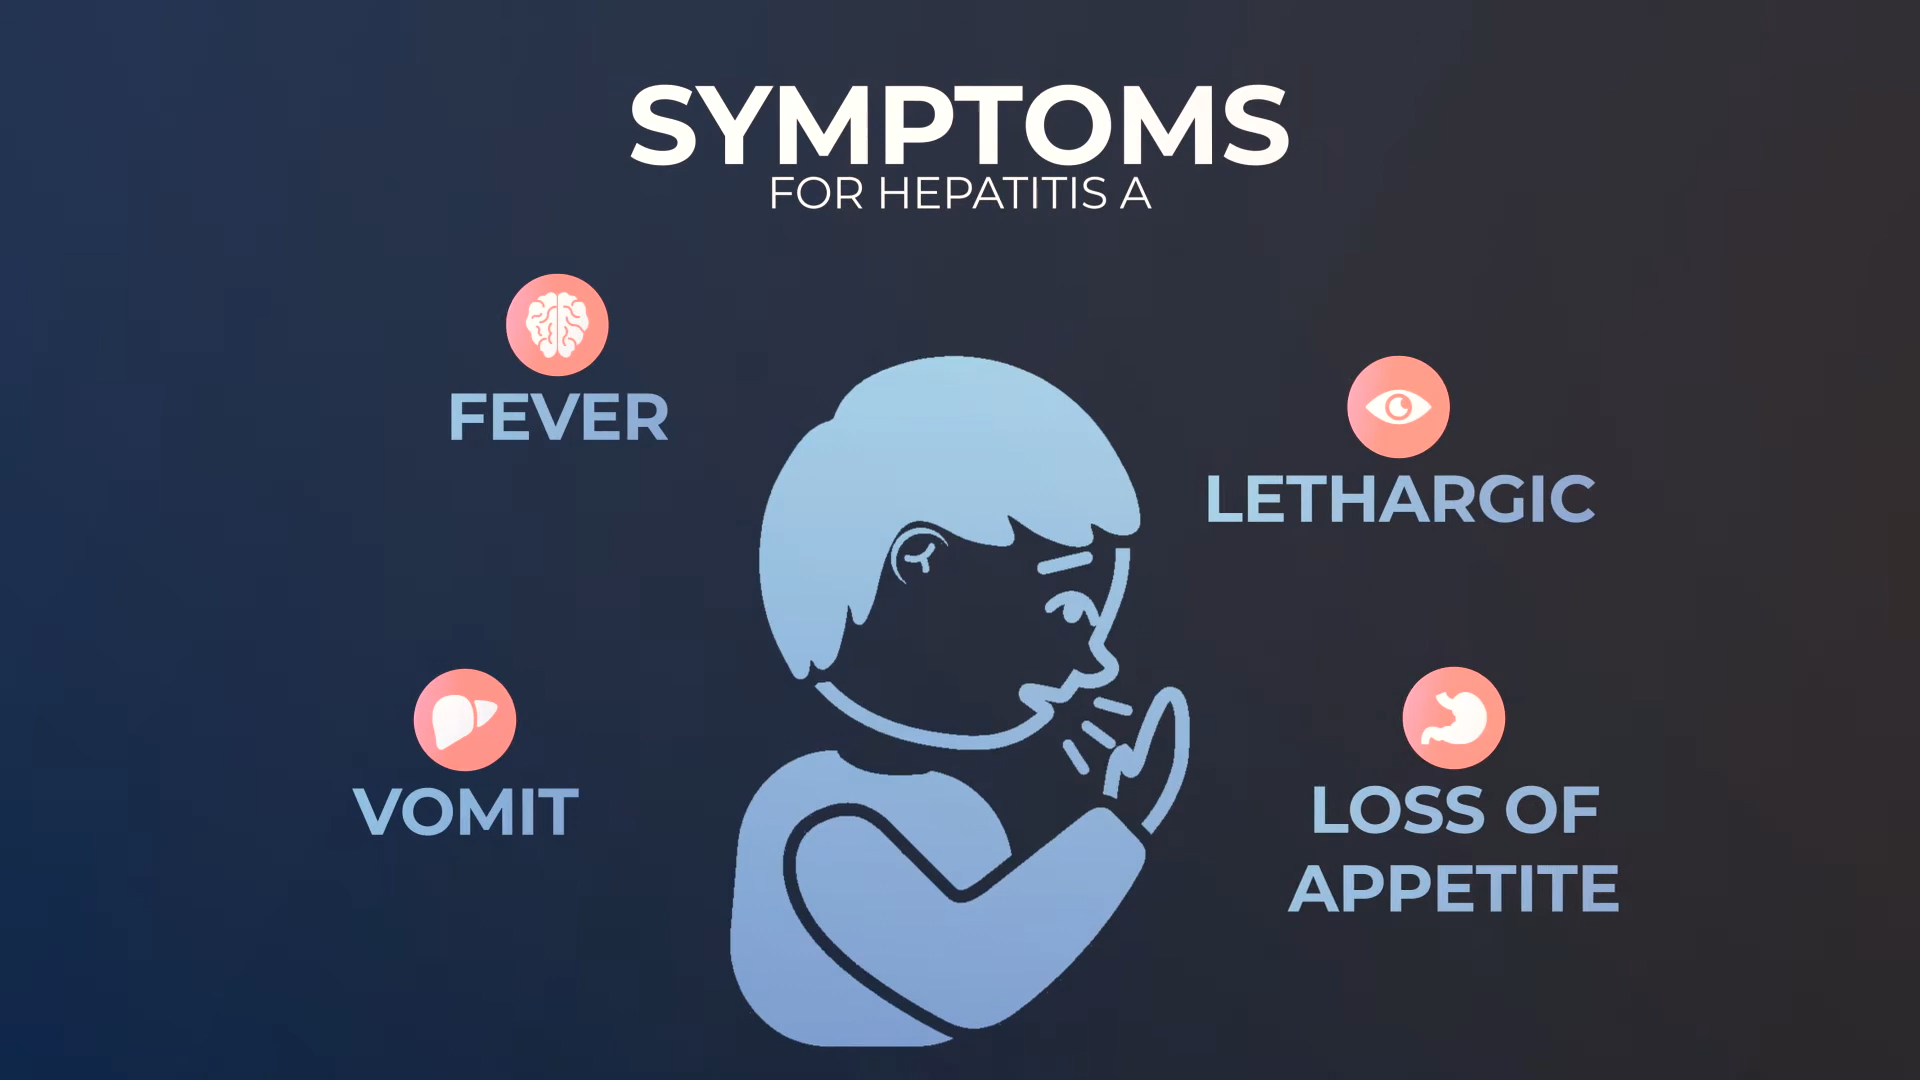 SYMPTOMS
FOR HEPATITIS A
FEVER
LETHARGIC
VOMIT
LOSS OF
APPETITE